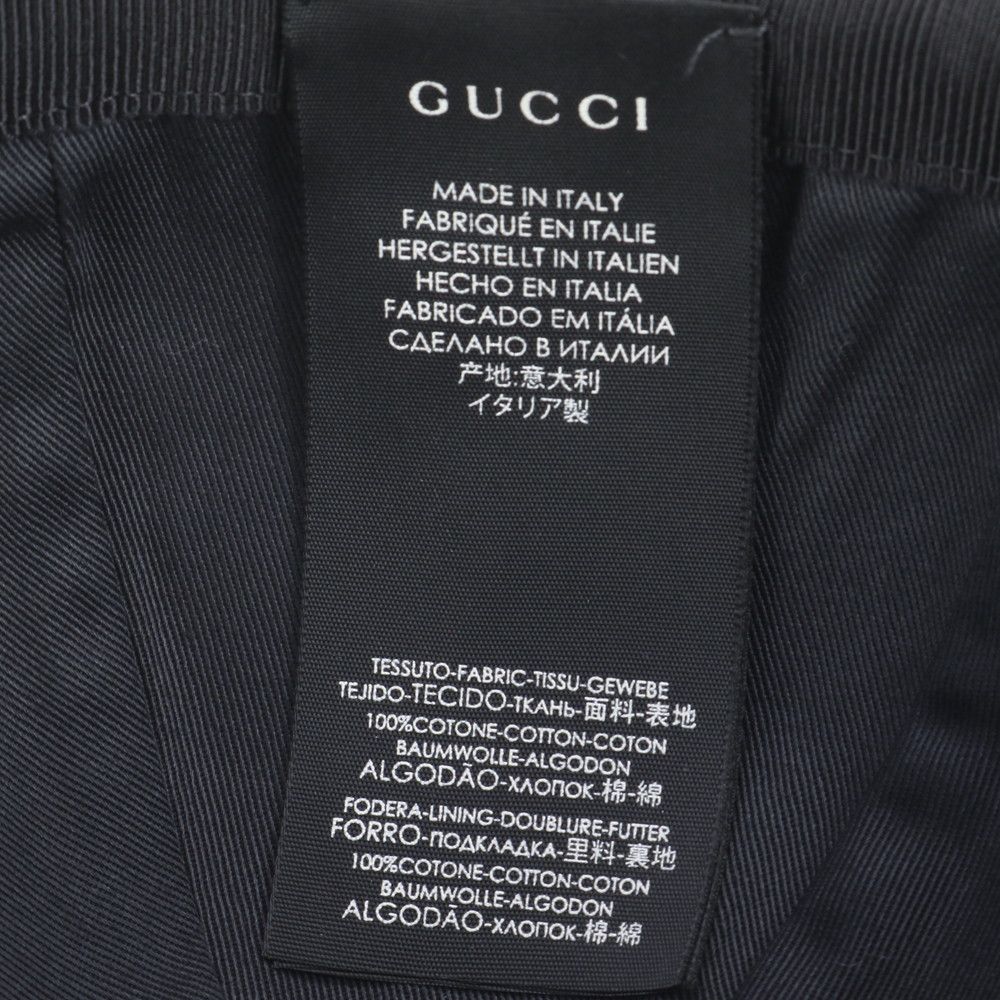 GUCCI
MADE IN ITALY
FABRIQUÉ EN ITALIE
HERGESTELLT IN ITALIEN
HECHO EN ITALIA
FABRICADO EM ITÁLIA
СДЕЛАНО В ИТАЛИИ
产地:意大利
イタリア製
TESSUTO-FABRIC-TISSU-GEWEBE
TEJIDO-TECIDO-ТКАНЬ-面料-表地
100%COTONE-COTTON-COTON
BAUMWOLLE-ALGODON
ALGODÃO-ХЛОПОК-棉-綿
FODERA-LINING-DOUBLURE-FUTTER
FORRO-ПОДКЛАДКА-里料-裏地
100%COTONE-COTTON-COTON
BAUMWOLLE-ALGODON
ALGODÃO-ХЛОПОК-棉-綿